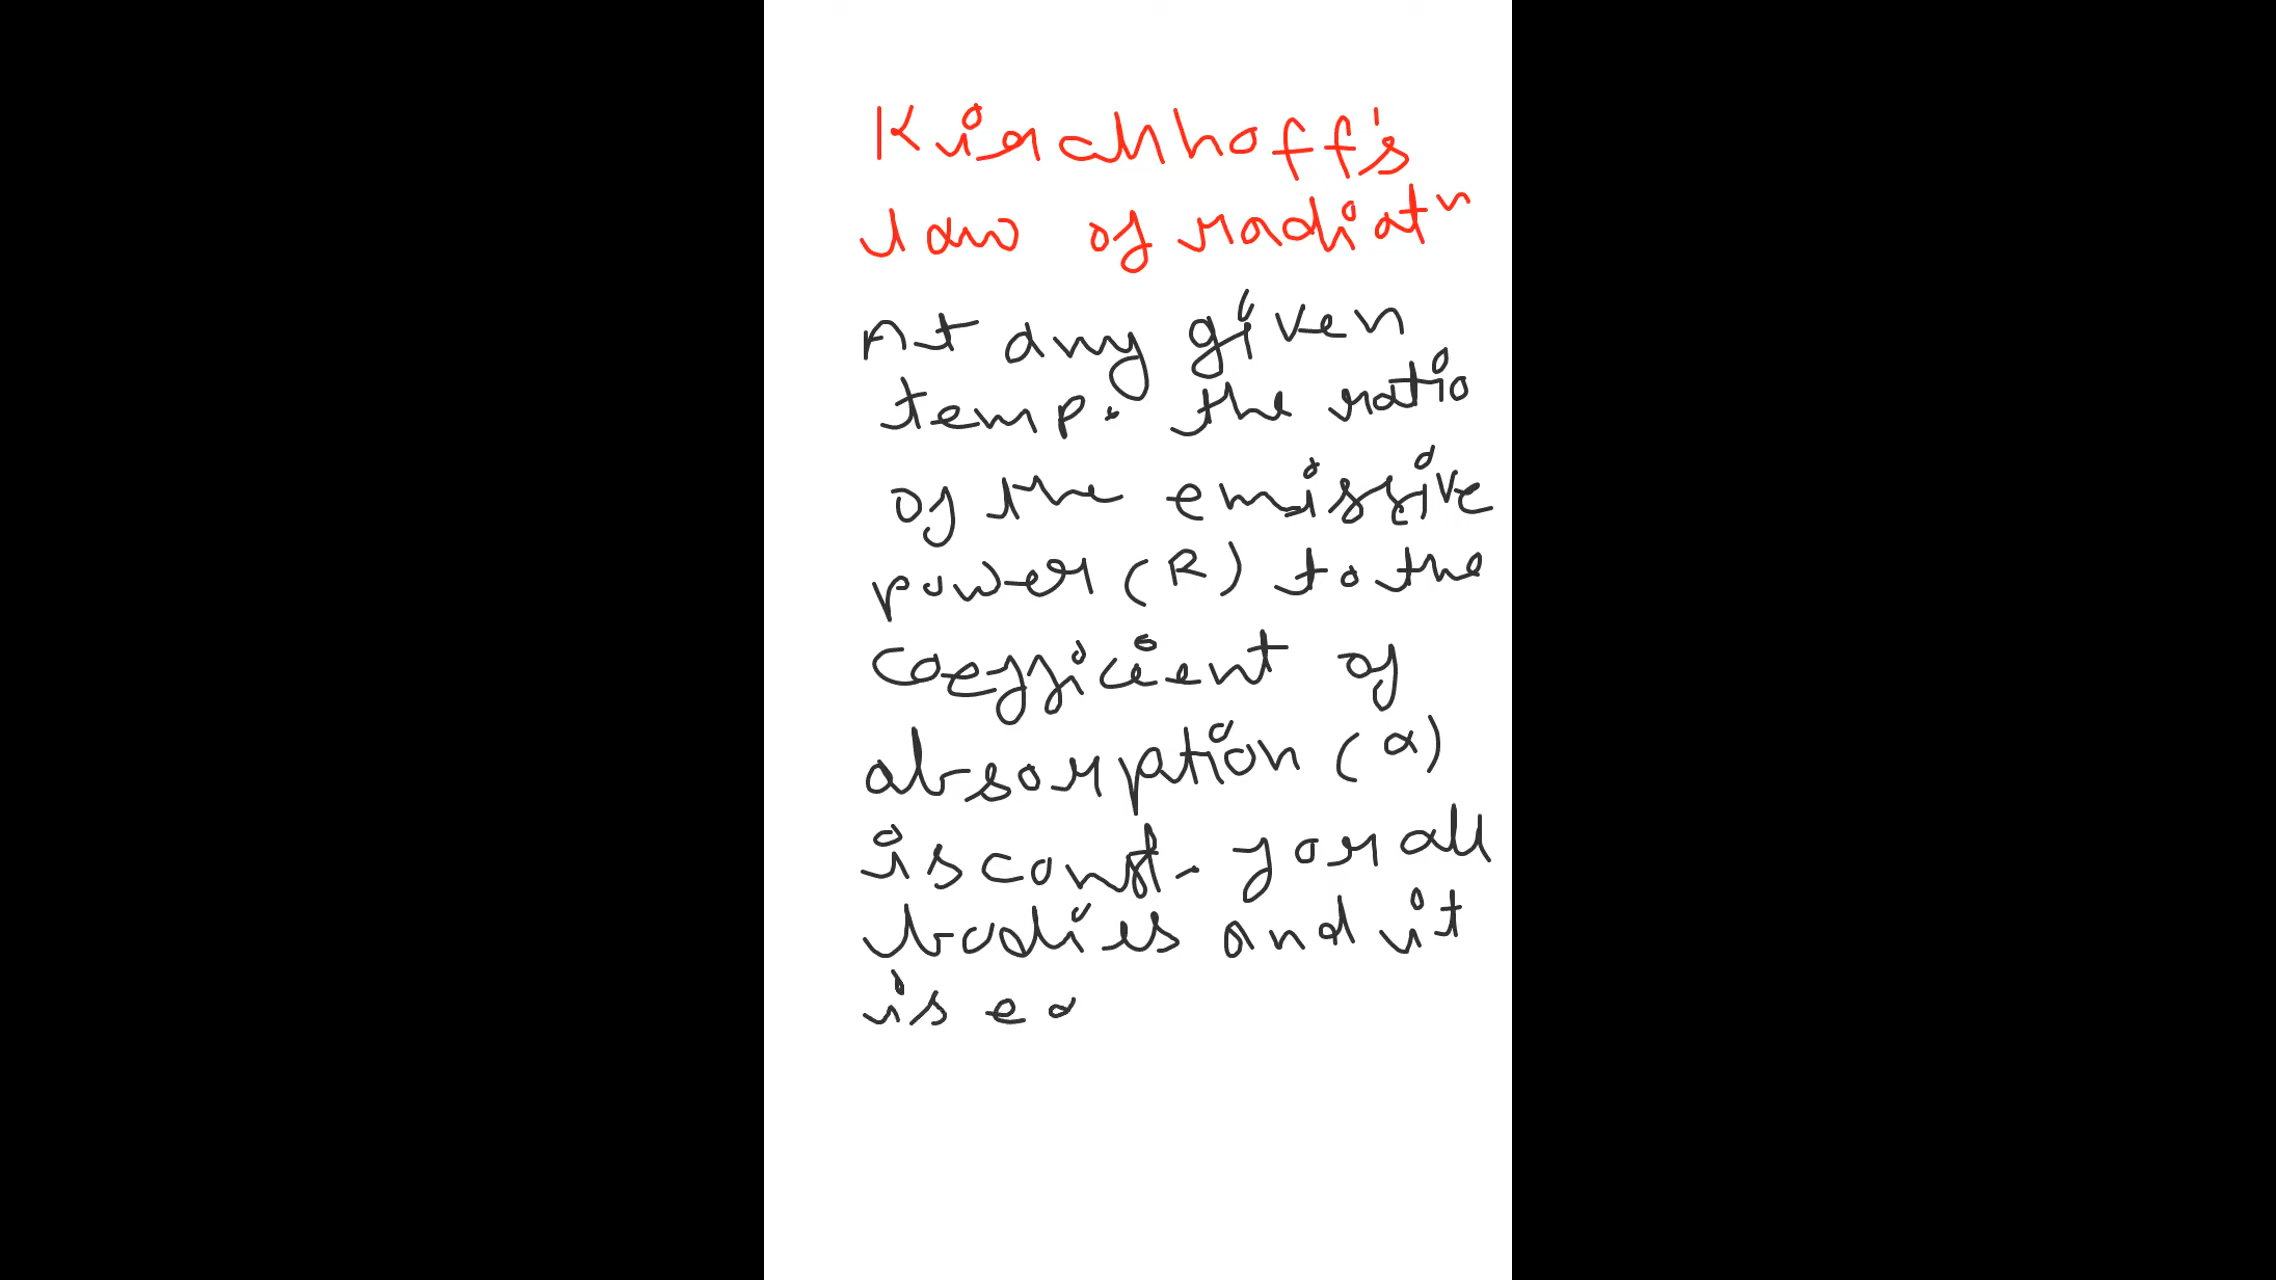 Kirchhoff's
law of radiatⁿ
At any given
temp. the ratio
of the emissive
power (R) to the
coefficient of
absorption (a)
is const. for all
bodies and it
is e